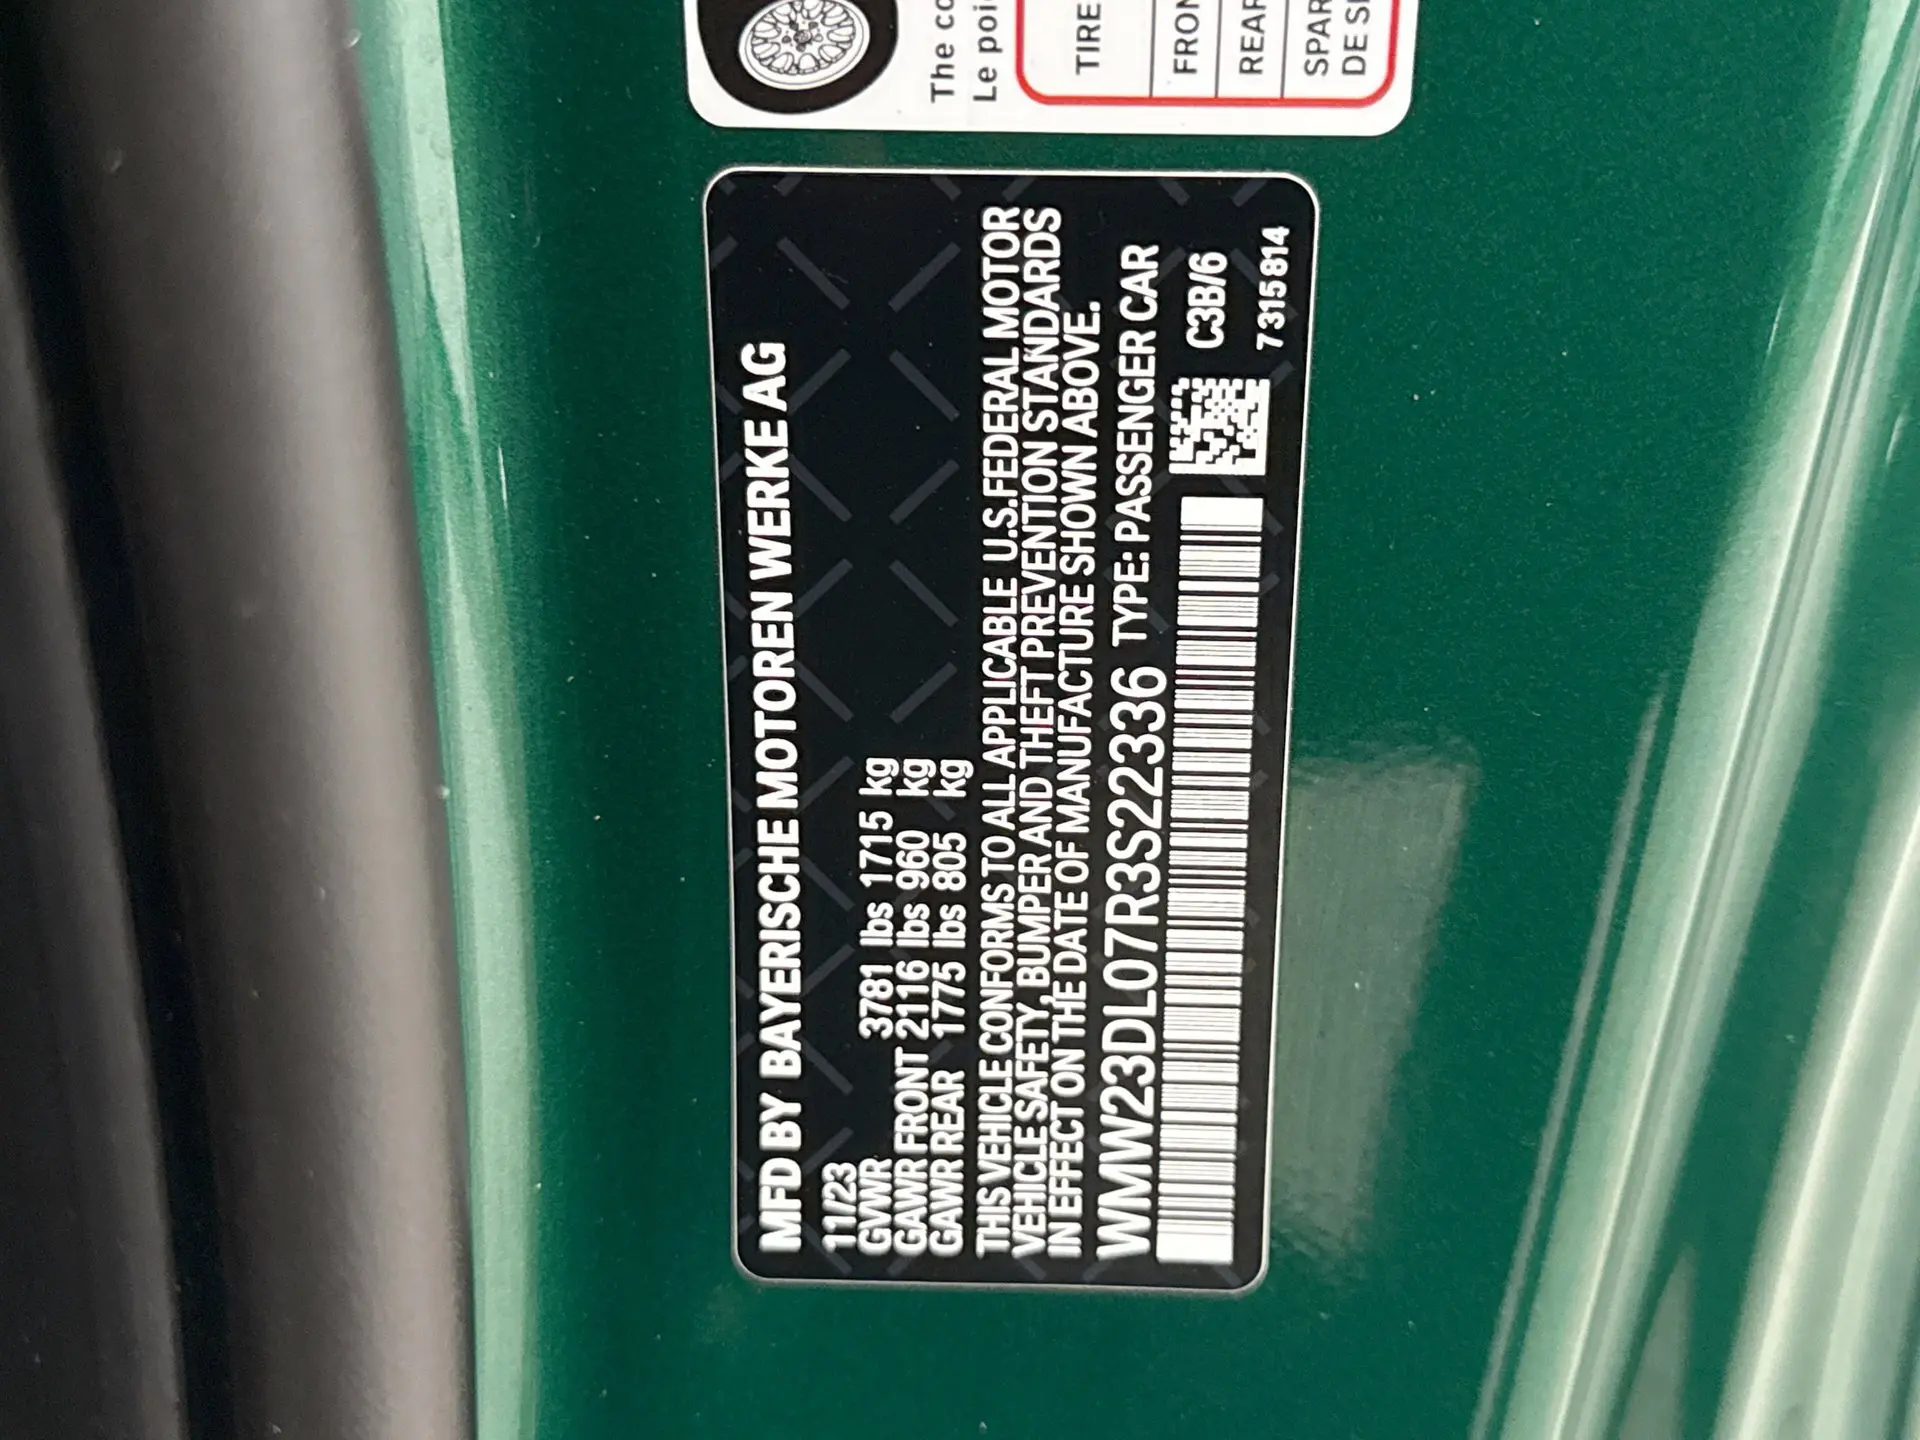 The co
Le poi
TIRE
FRON
REAR
SPAR
DE S
MFD BY BAYERISCHE MOTOREN WERKE AG
11/23
GVWR 3781 lbs 1715 kg
GAWR FRONT 2116 lbs 960 kg
GAWR REAR 1775 lbs 805 kg
THIS VEHICLE CONFORMS TO ALL APPLICABLE U.S.FEDERAL MOTOR
VEHICLE SAFETY, BUMPER AND THEFT PREVENTION STANDARDS
IN EFFECT ON THE DATE OF MANUFACTURE SHOWN ABOVE.
WMW23DL07R3S22336 TYPE: PASSENGER CAR
C3B/6
7315814